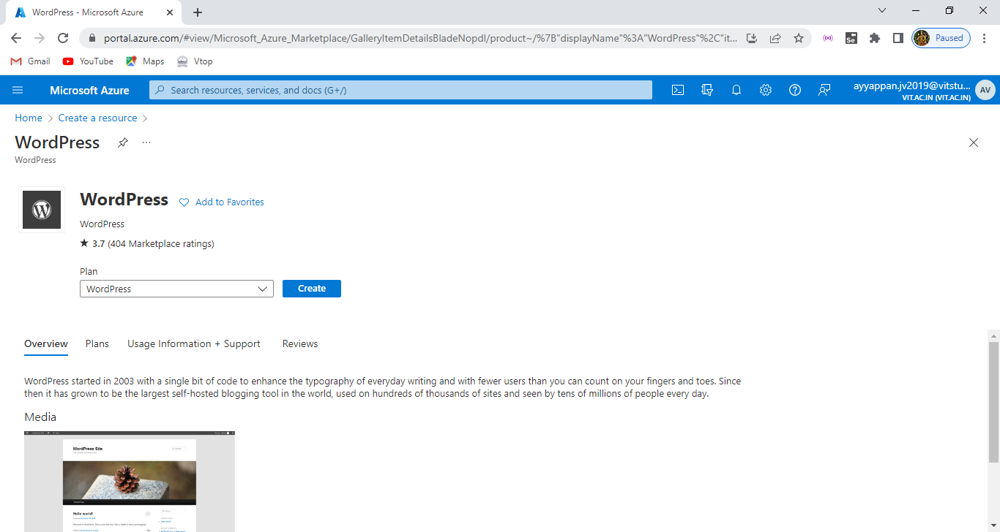 WordPress - Microsoft Azure
portal.azure.com/#view/Microsoft_Azure_Marketplace/GalleryItemDetailsBladeNopdl/product~/%7B"displayName"%3A"WordPress"%2C"it...
Paused
Gmail
YouTube
Maps
Vtop
Microsoft Azure
Search resources, services, and docs (G+/)
ayyappan.jv2019@vitstu...
VIT.AC.IN (VIT.AC.IN)
AV
Home > Create a resource >
WordPress
...
WordPress
WordPress
Add to Favorites
WordPress
★ 3.7 (404 Marketplace ratings)
Plan
WordPress
Create
Overview Plans Usage Information + Support Reviews
WordPress started in 2003 with a single bit of code to enhance the typography of everyday writing and with fewer users than you can count on your fingers and toes. Since
then it has grown to be the largest self-hosted blogging tool in the world, used on hundreds of thousands of sites and seen by tens of millions of people every day.
Media
WordPress Site
Hello world!